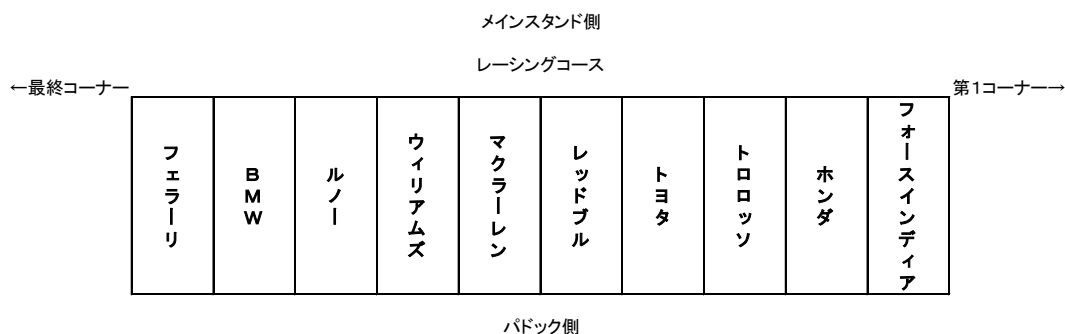 メインスタンド側
レーシングコース
←最終コーナー
第1コーナー→
フェラーリ
BMW
ルノー
ウィリアムズ
マクラーレン
レッドブル
トヨタ
トロロッソ
ホンダ
フォースインディア
パドック側